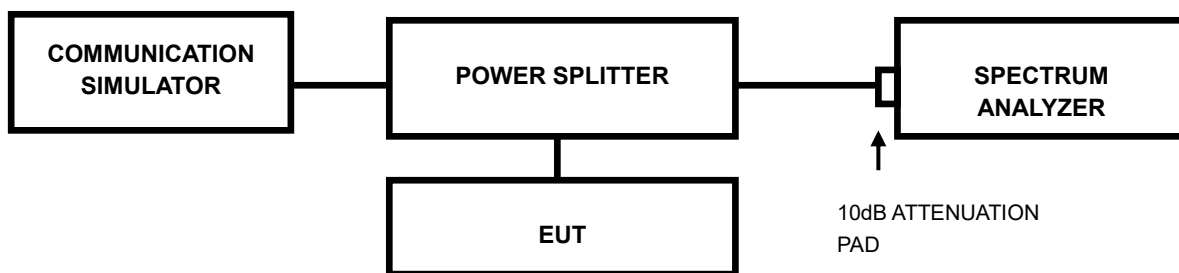 COMMUNICATION
SIMULATOR
POWER SPLITTER
SPECTRUM
ANALYZER
EUT
10dB ATTENUATION
PAD